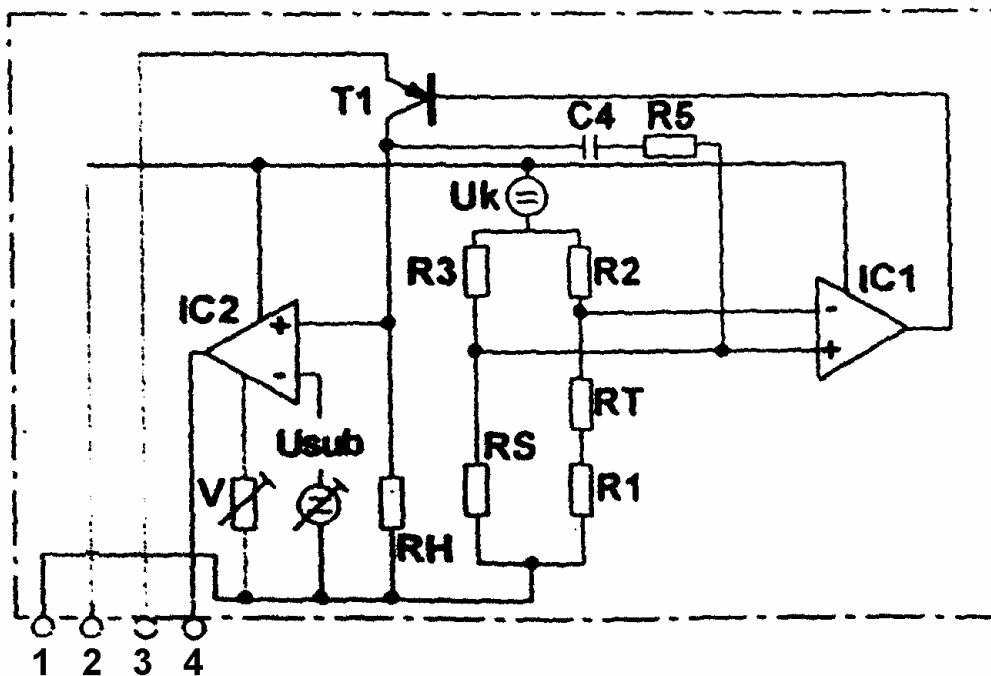 T1
C4 R5
Uk
R3 R2
IC1
IC2
+
-
-
+
RT
Usub
RS
V
R1
RH
1 2 3 4